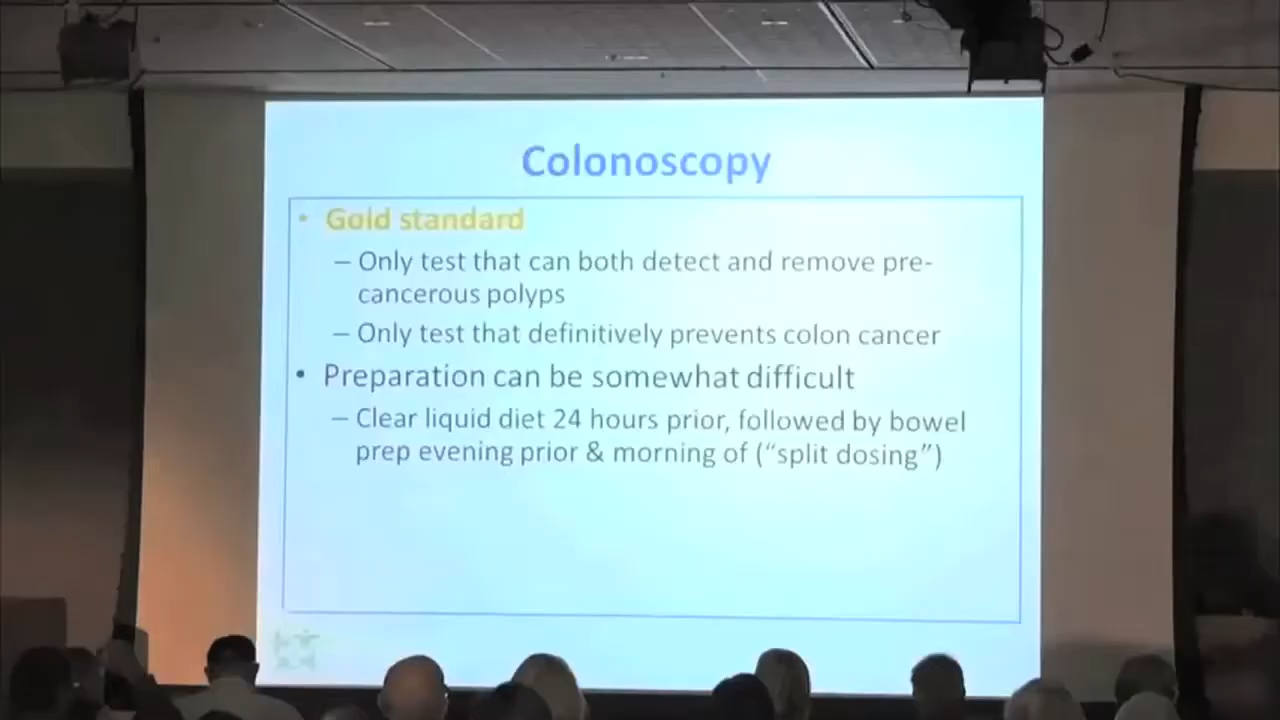 Colonoscopy
• Gold standard
– Only test that can both detect and remove pre-
cancerous polyps
– Only test that definitively prevents colon cancer
• Preparation can be somewhat difficult
– Clear liquid diet 24 hours prior, followed by bowel
prep evening prior & morning of (“split dosing”)